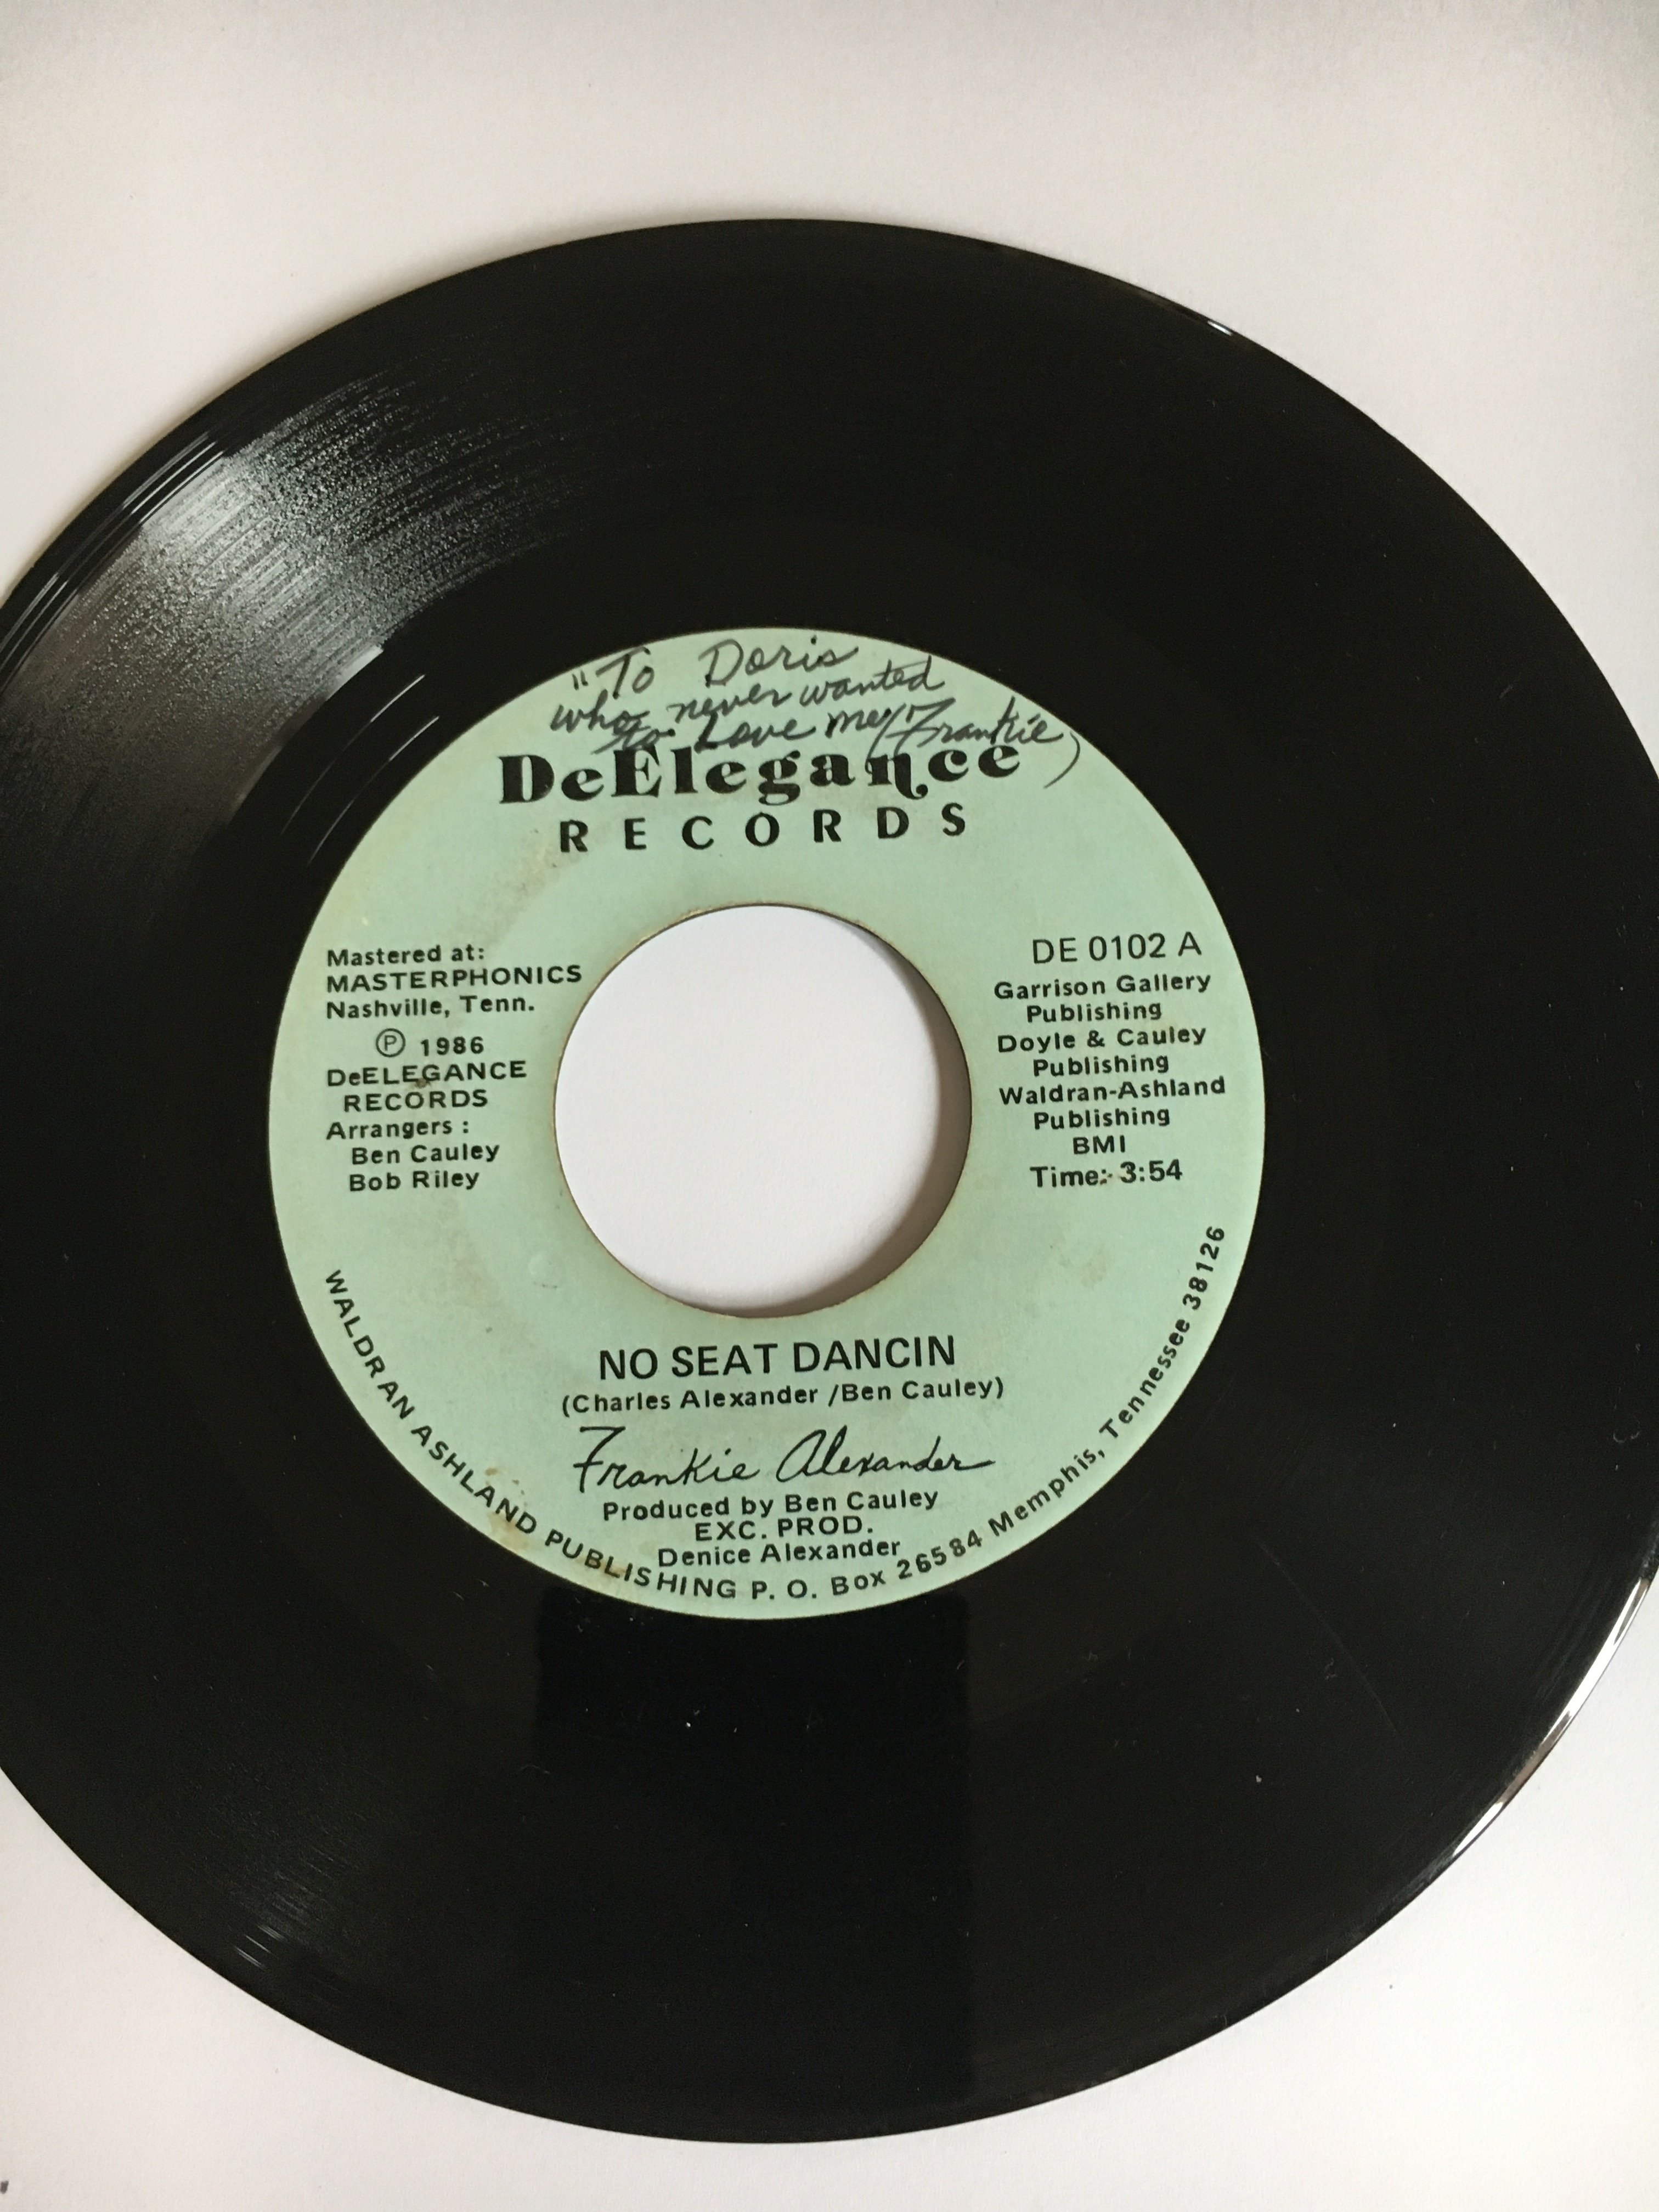 "To Doris
who never wanted
to Love me (Frankie)
DeElegance
RECORDS
Mastered at:
MASTERPHONICS
Nashville, Tenn.
Ⓟ 1986
DeELEGANCE
RECORDS
Arrangers :
Ben Cauley
Bob Riley
DE 0102 A
Garrison Gallery
Publishing
Doyle & Cauley
Publishing
Waldran-Ashland
Publishing
BMI
Time: 3:54
NO SEAT DANCIN
(Charles Alexander /Ben Cauley)
Frankie Alexander
Produced by Ben Cauley
EXC. PROD.
Denice Alexander
WALDRAN ASHLAND PUBLISHING P. O. Box 26584 Memphis, Tennessee 38126